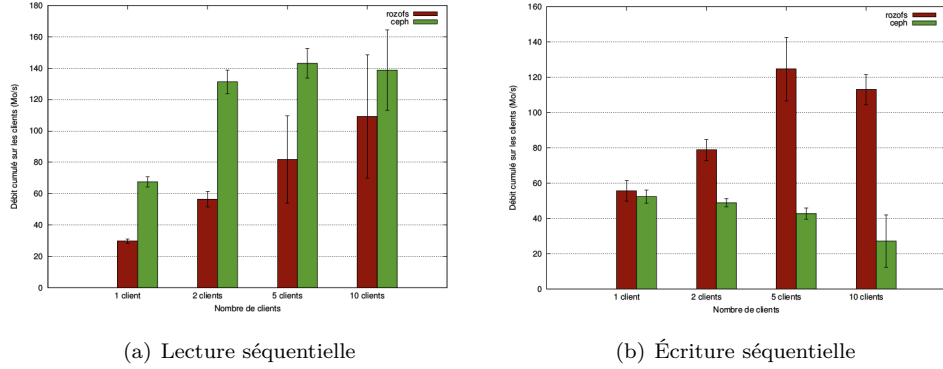 180
160
140
120
100
80
60
40
20
0
Débit cumulé sur les clients (Mo/s)
rozofs
ceph
1 client
2 clients
5 clients
10 clients
Nombre de clients
(a) Lecture séquentielle
160
140
120
100
80
60
40
20
0
Débit cumulé sur les clients (Mo/s)
rozofs
ceph
1 client
2 clients
5 clients
10 clients
Nombre de clients
(b) Écriture séquentielle